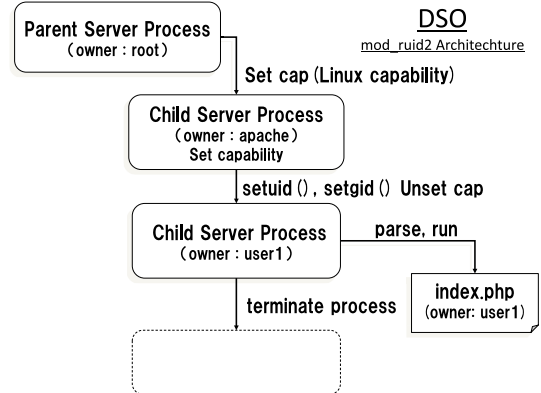 DSO
mod_ruid2 Architechture
Parent Server Process
(owner : root)
Set cap (Linux capability)
Child Server Process
(owner : apache)
Set capability
setuid (), setgid () Unset cap
Child Server Process
(owner : user1)
parse, run
index.php
(owner: user1)
terminate process